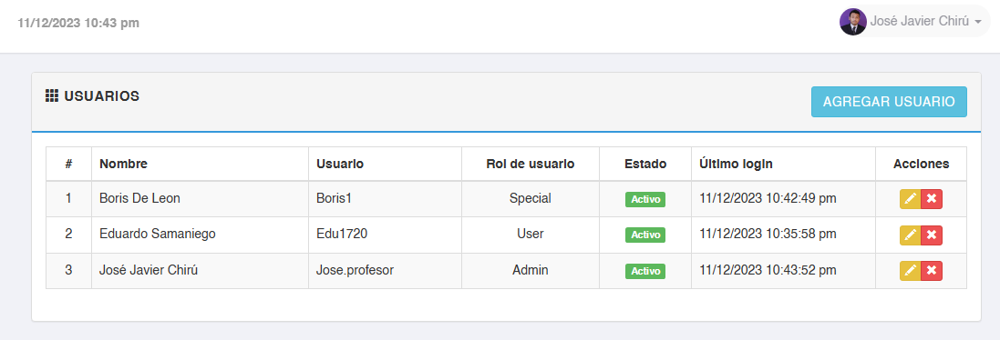 11/12/2023 10:43 pm
José Javier Chirú
USUARIOS
AGREGAR USUARIO
# Nombre Usuario Rol de usuario Estado Último login Acciones
1 Boris De Leon Boris1 Special Activo 11/12/2023 10:42:49 pm
2 Eduardo Samaniego Edu1720 User Activo 11/12/2023 10:35:58 pm
3 José Javier Chirú Jose.profesor Admin Activo 11/12/2023 10:43:52 pm